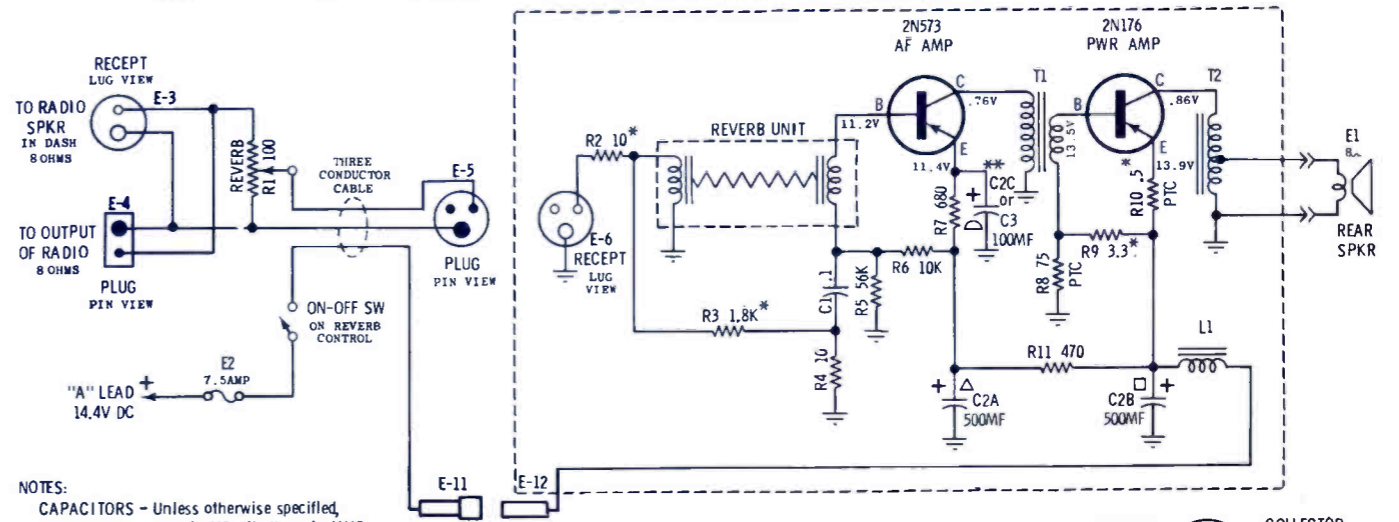 2N573
AF AMP
2N176
PWR AMP
RECEPT
LUG VIEW
E-3
TO RADIO
SPKR
IN DASH
8 OHMS
REVERB
R1 100
THREE
CONDUCTOR
CABLE
E-5
PLUG
PIN VIEW
E-4
TO OUTPUT
OF RADIO
8 OHMS
PLUG
PIN VIEW
ON-OFF SW
ON REVERB
CONTROL
E2
7.5AMP
"A" LEAD +
14.4V DC
R2 10*
REVERB UNIT
E-6
RECEPT
LUG
VIEW
R3 1.8K*
C1 .1
R4 10
R5 56K
R6 10K
B
11.2V
C
.76V
E
11.4V
**
+
C2C
or
C3
100MF
D
R7 680
T1
13.5V
B
C
.86V
E
*
13.9V
T2
R10 .5
PTC
R9 3.3*
R8 75
PTC
E1
8Ω
REAR
SPKR
L1
R11 470
+ △
C2A
500MF
□ +
C2B
500MF
E-11
E-12
NOTES:
CAPACITORS - Unless otherwise specified,
COLLECTOR